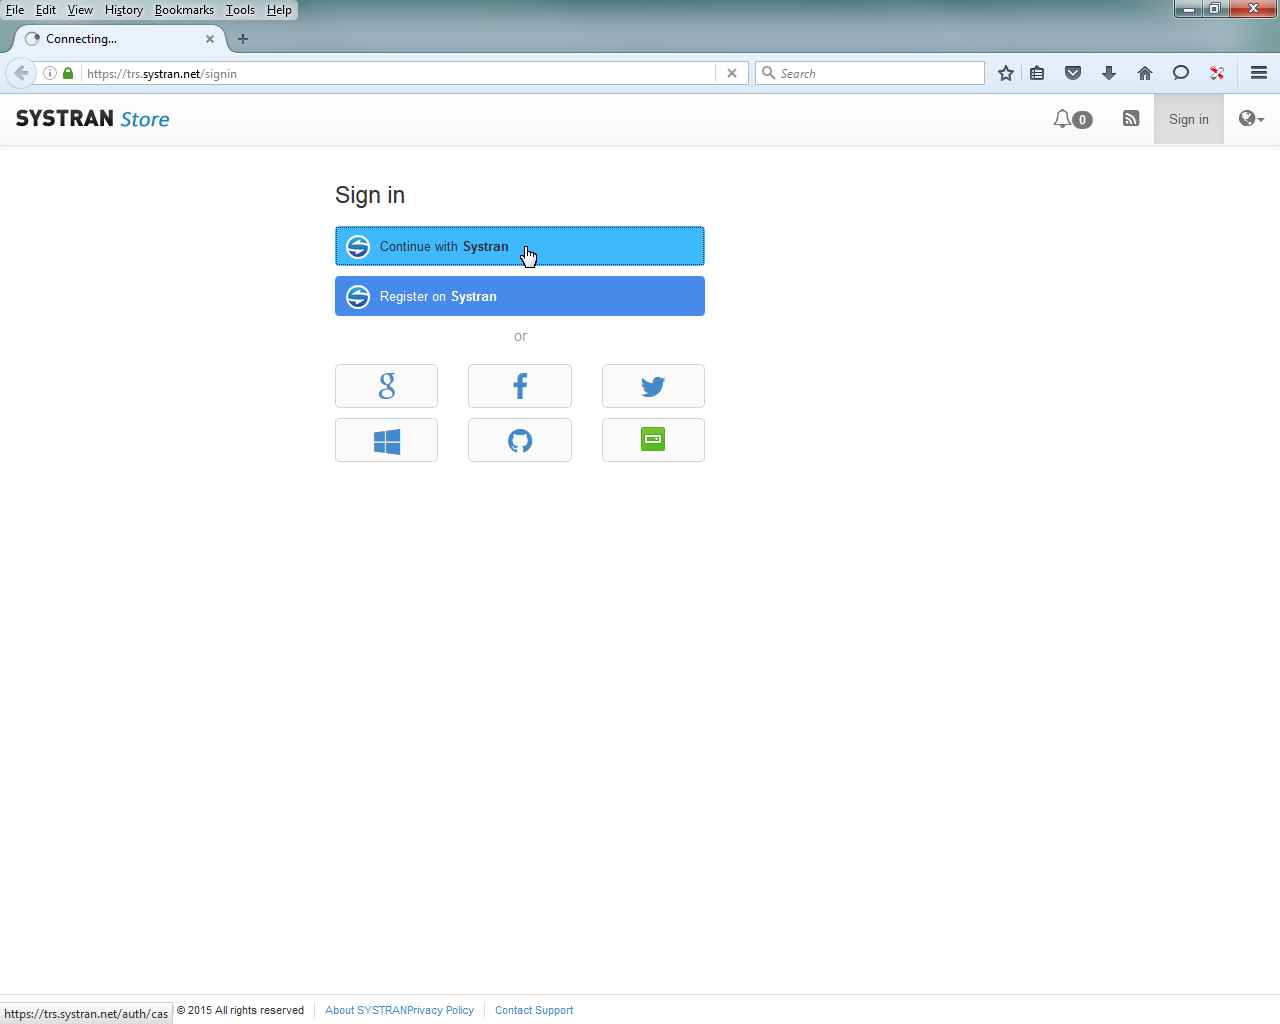 File Edit View History Bookmarks Tools Help
Connecting...
https://trs.systran.net/signin
Search
SYSTRAN Store
0
Sign in
Sign in
Continue with Systran
Register on Systran
or
https://trs.systran.net/auth/cas
© 2015 All rights reserved
About SYSTRAN
Privacy Policy
Contact Support